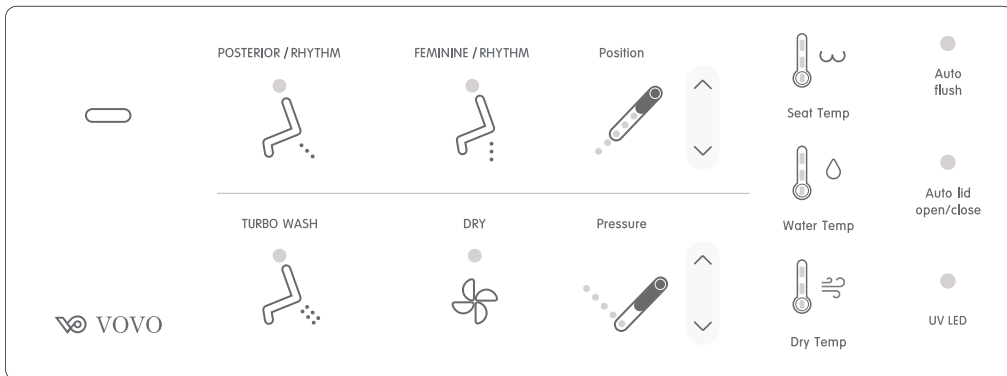 POSTERIOR / RHYTHM
FEMININE / RHYTHM
Position
Seat Temp
Auto
flush
Water Temp
Auto lid
open/close
TURBO WASH
DRY
Pressure
Dry Temp
UV LED
VOVO